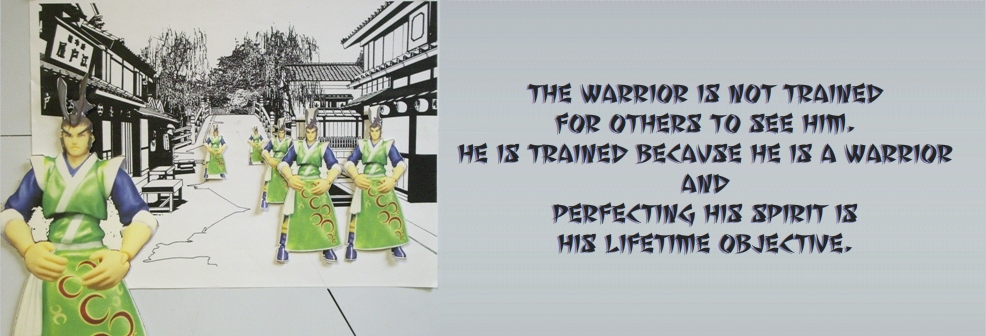 THE WARRIOR IS NOT TRAINED
FOR OTHERS TO SEE HIM.
HE IS TRAINED BECAUSE HE IS A WARRIOR
AND
PERFECTING HIS SPIRIT IS
HIS LIFETIME OBJECTIVE.